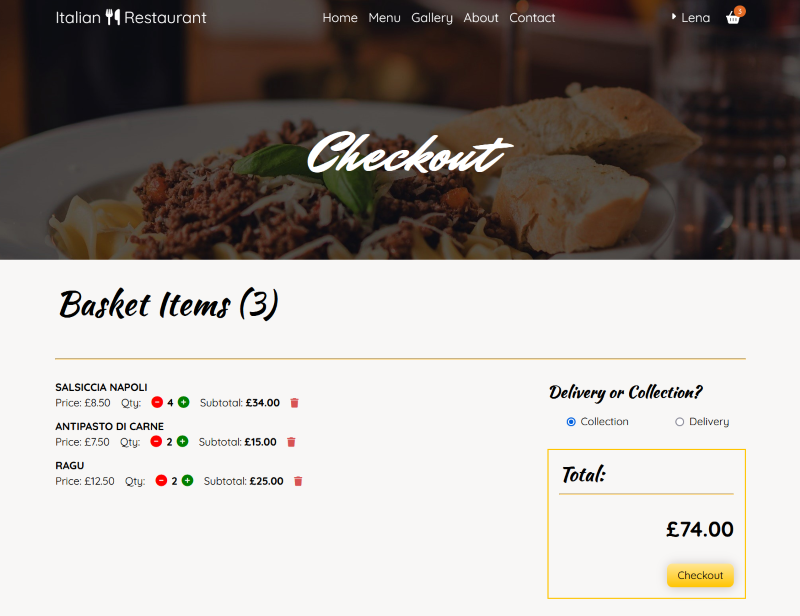 Italian Restaurant
Home Menu Gallery About Contact
Lena
3
Checkout
Basket Items (3)
SALSICCIA NAPOLI
Price: £8.50 Qty: 4 Subtotal: £34.00
ANTIPASTO DI CARNE
Price: £7.50 Qty: 2 Subtotal: £15.00
RAGU
Price: £12.50 Qty: 2 Subtotal: £25.00
Delivery or Collection?
Collection Delivery
Total:
£74.00
Checkout